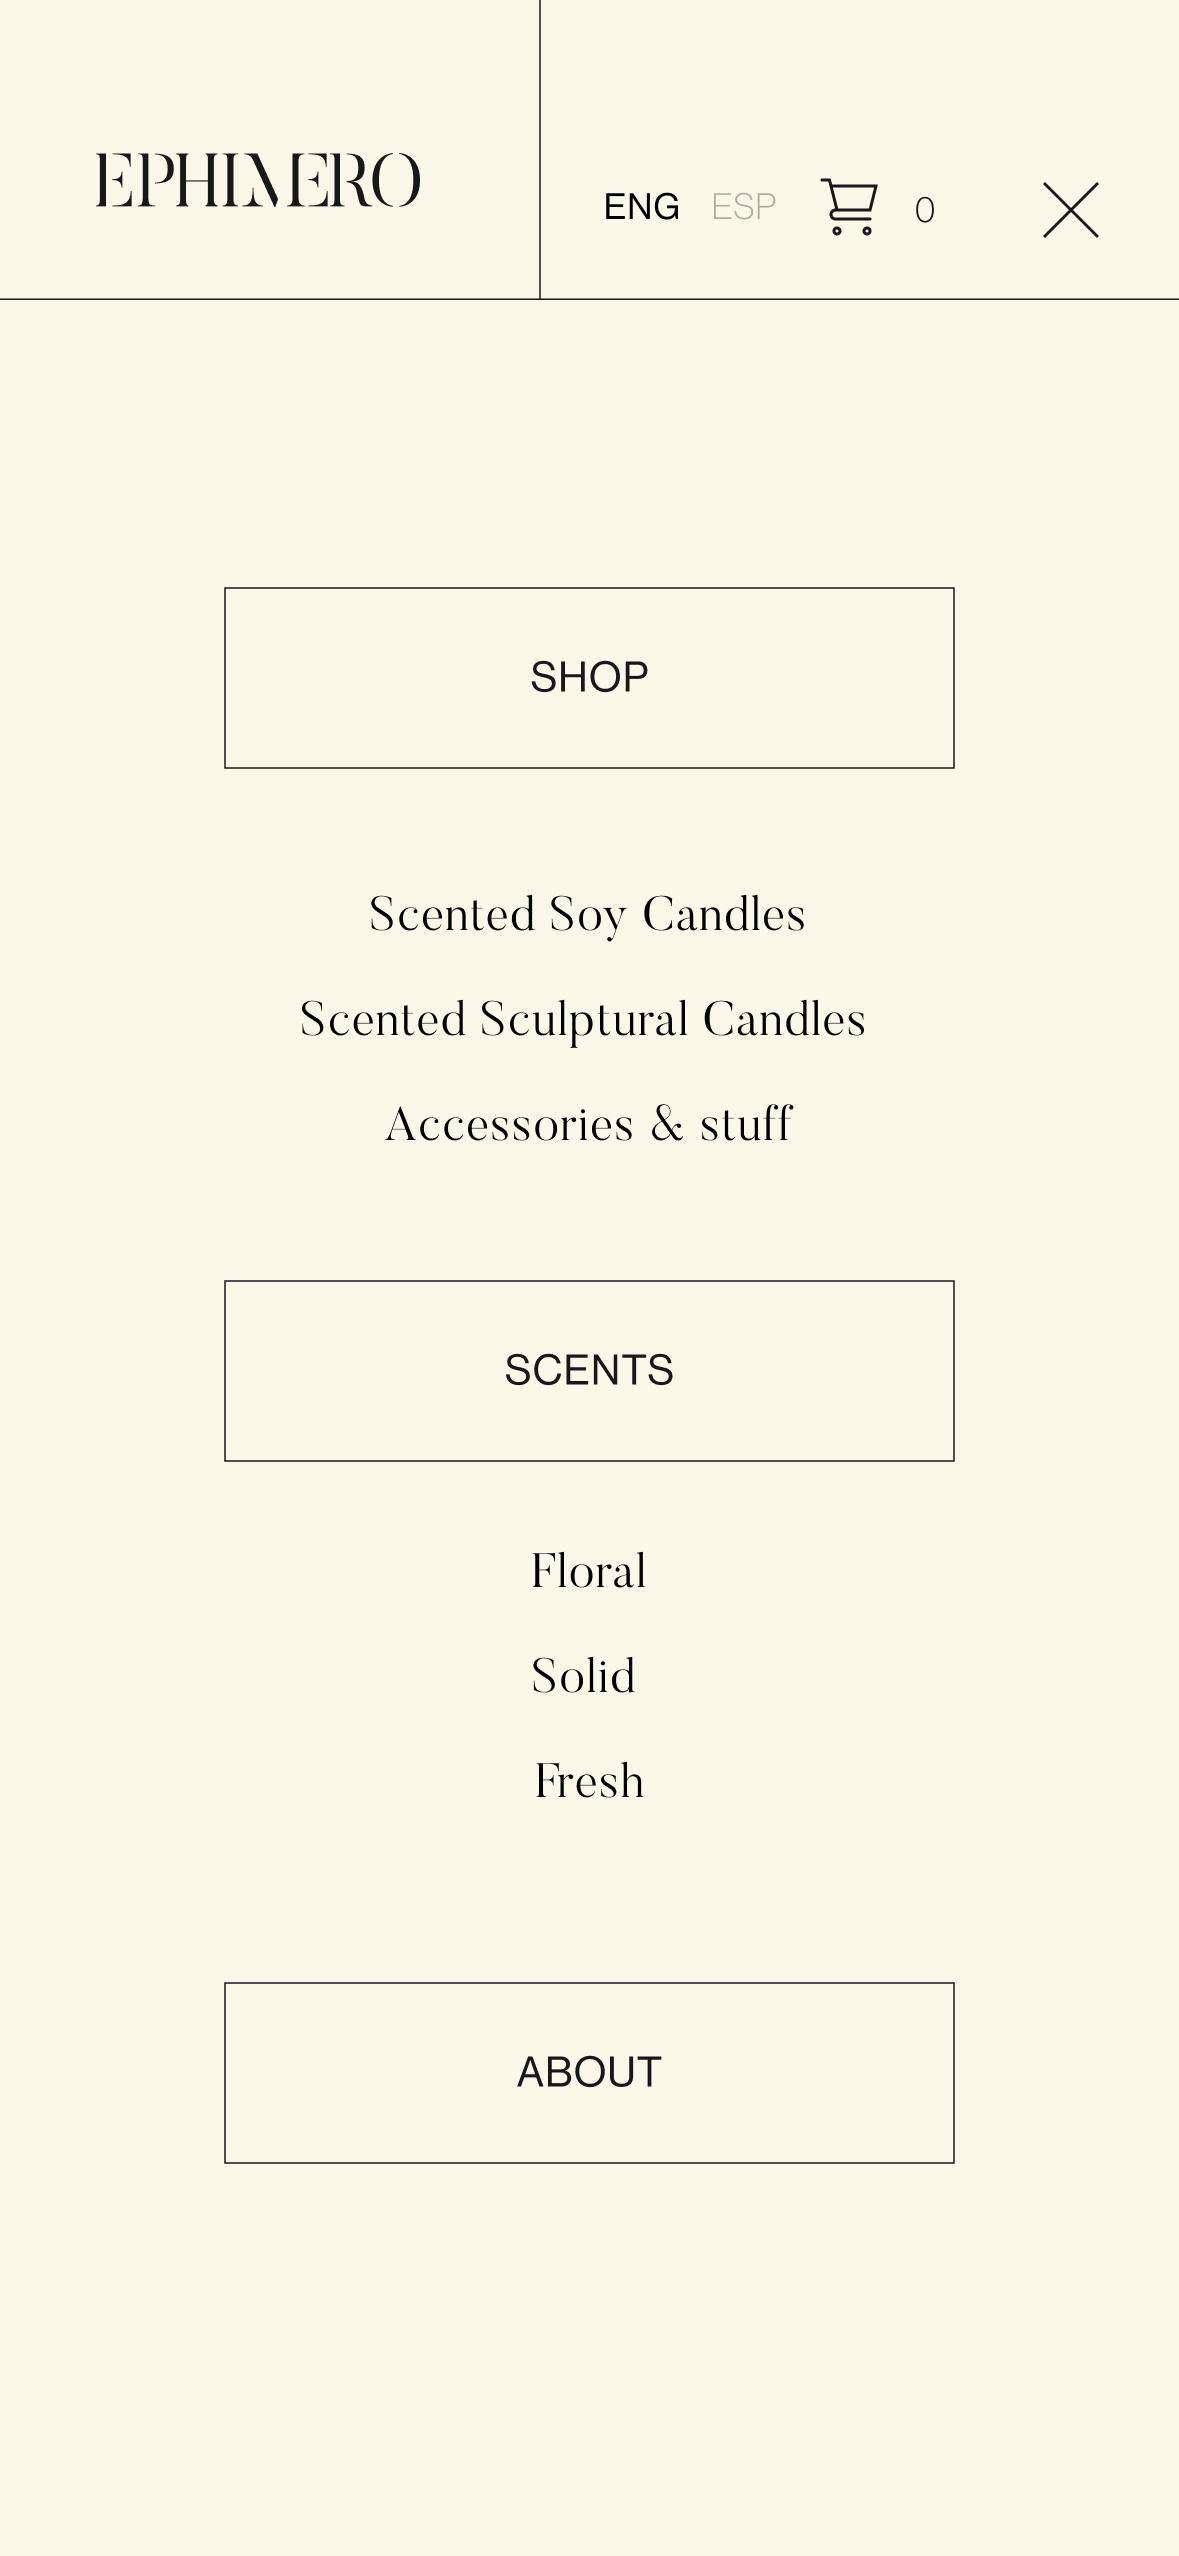 EPHIMERO
ENG ESP 0
SHOP
Scented Soy Candles
Scented Sculptural Candles
Accessories & stuff
SCENTS
Floral
Solid
Fresh
ABOUT